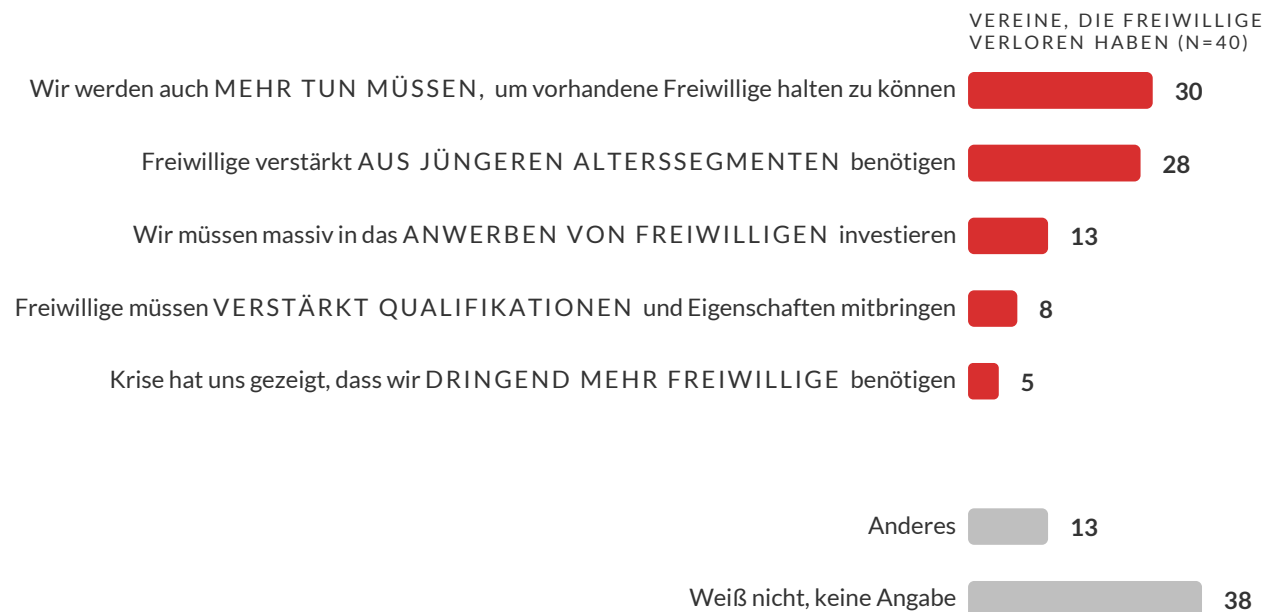 VEREINE, DIE FREIWILLIGE
VERLOREN HABEN (N=40)
Wir werden auch MEHR TUN MÜSSEN, um vorhandene Freiwillige halten zu können 30
Freiwillige verstärkt AUS JÜNGEREN ALTERSSEGMENTEN benötigen 28
Wir müssen massiv in das ANWERBEN VON FREIWILLIGEN investieren 13
Freiwillige müssen VERSTÄRKT QUALIFIKATIONEN und Eigenschaften mitbringen 8
Krise hat uns gezeigt, dass wir DRINGEND MEHR FREIWILLIGE benötigen 5
Anderes 13
Weiß nicht, keine Angabe 38